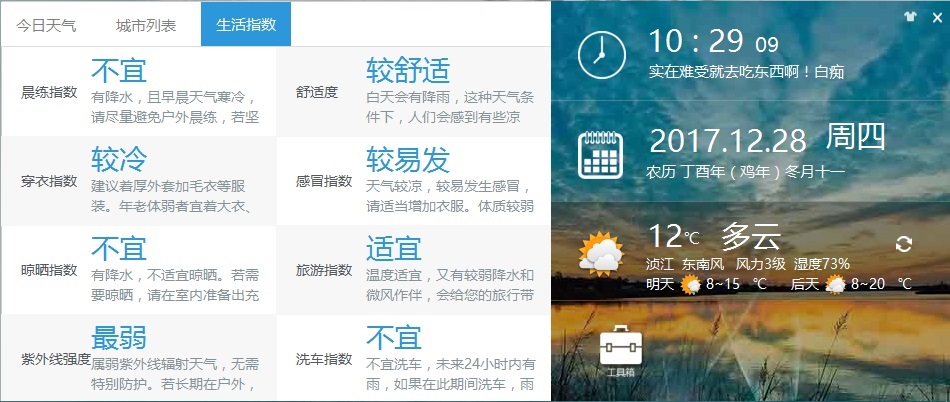 今日天气 城市列表 生活指数
晨练指数
不宜
有降水，且早晨天气寒冷，
请尽量避免户外晨练，若坚
舒适度
较舒适
白天会有降雨，这种天气条
件下，人们会感到有些凉
穿衣指数
较冷
建议着厚外套加毛衣等服
装。年老体弱者宜着大衣、
感冒指数
较易发
天气较凉，较易发生感冒，
请适当增加衣服。体质较弱
晾晒指数
不宜
有降水，不适宜晾晒。若需
要晾晒，请在室内准备出充
旅游指数
适宜
温度适宜，又有较弱降水和
微风作伴，会给您的旅行带
紫外线强度
最弱
属弱紫外线辐射天气，无需
特别防护。若长期在户外，
洗车指数
不宜
不宜洗车，未来24小时内有
雨，如果在此期间洗车，雨
10 : 29 09
实在难受就去吃东西啊！白痴
2017.12.28 周四
农历 丁酉年（鸡年）冬月十一
12℃ 多云
浈江 东南风 风力3级 湿度73%
明天 8~15 ℃ 后天 8~20 ℃
工具箱